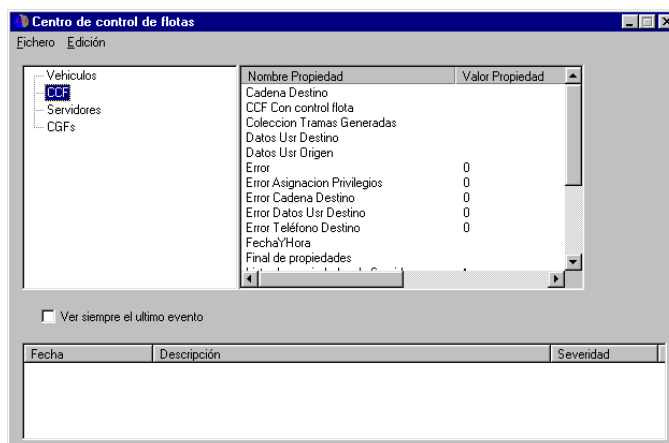 Centro de control de flotas
Fichero Edición
Vehiculos
CCF
Servidores
CGFs
Nombre Propiedad Valor Propiedad
Cadena Destino
CCF Con control flota
Coleccion Tramas Generadas
Datos Usr Destino
Datos Usr Origen
Error 0
Error Asignacion Privilegios 0
Error Cadena Destino 0
Error Datos Usr Destino 0
Error Teléfono Destino 0
FechaYHora
Final de propiedades
Ver siempre el ultimo evento
Fecha Descripción Severidad